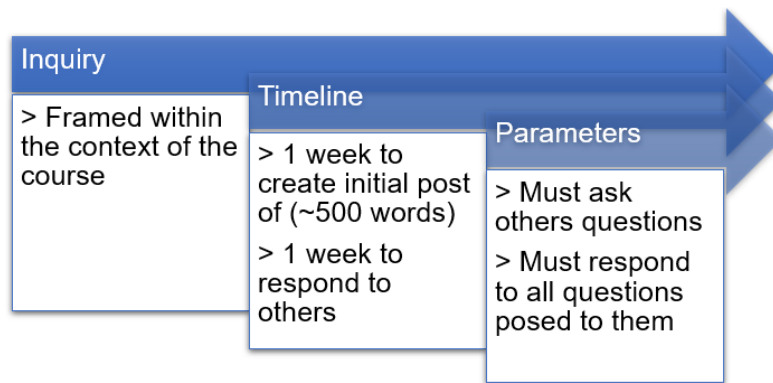 Inquiry
> Framed within
the context of the
course
Timeline
> 1 week to
create initial post
of (~500 words)
> 1 week to
respond to
others
Parameters
> Must ask
others questions
> Must respond
to all questions
posed to them